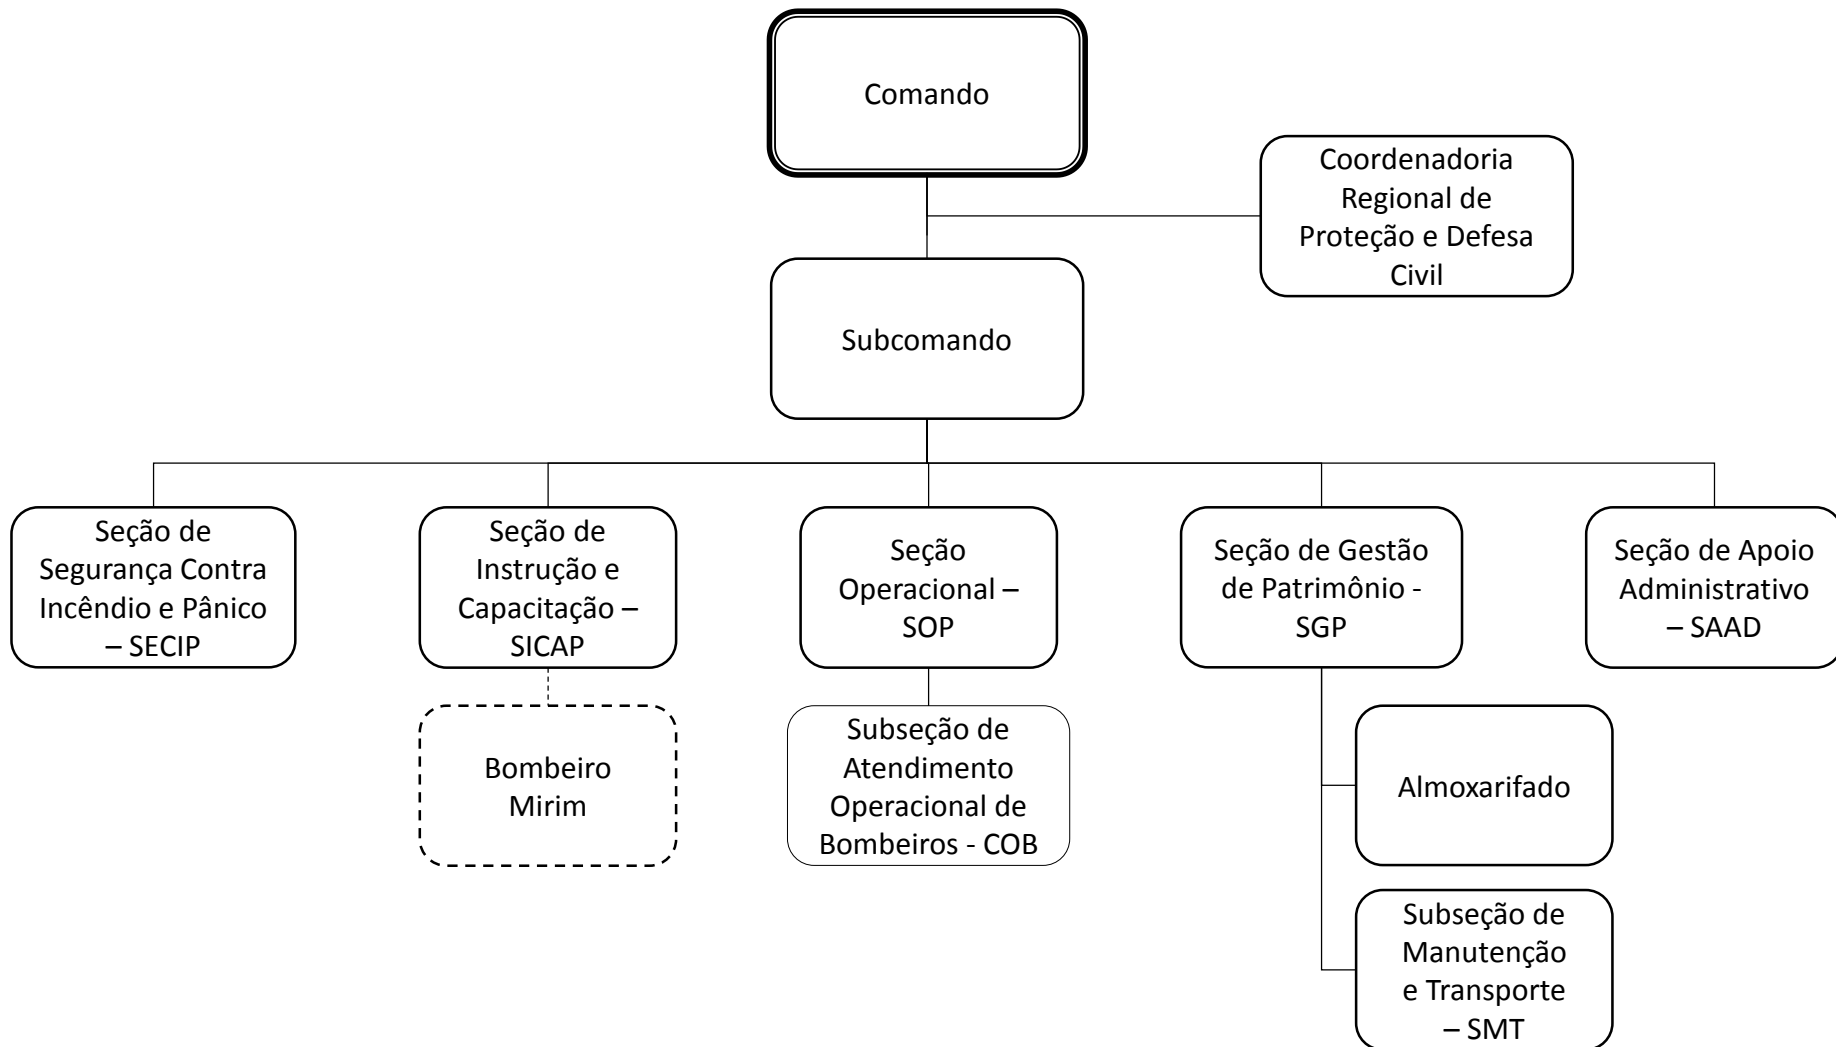 Comando
Coordenadoria
Regional de
Proteção e Defesa
Civil
Subcomando
Seção de
Segurança Contra
Incêndio e Pânico
– SECIP
Seção de
Instrução e
Capacitação –
SICAP
Seção
Operacional –
SOP
Seção de Gestão
de Patrimônio -
SGP
Seção de Apoio
Administrativo
– SAAD
Bombeiro
Mirim
Subseção de
Atendimento
Operacional de
Bombeiros - COB
Almoxarifado
Subseção de
Manutenção
e Transporte
– SMT